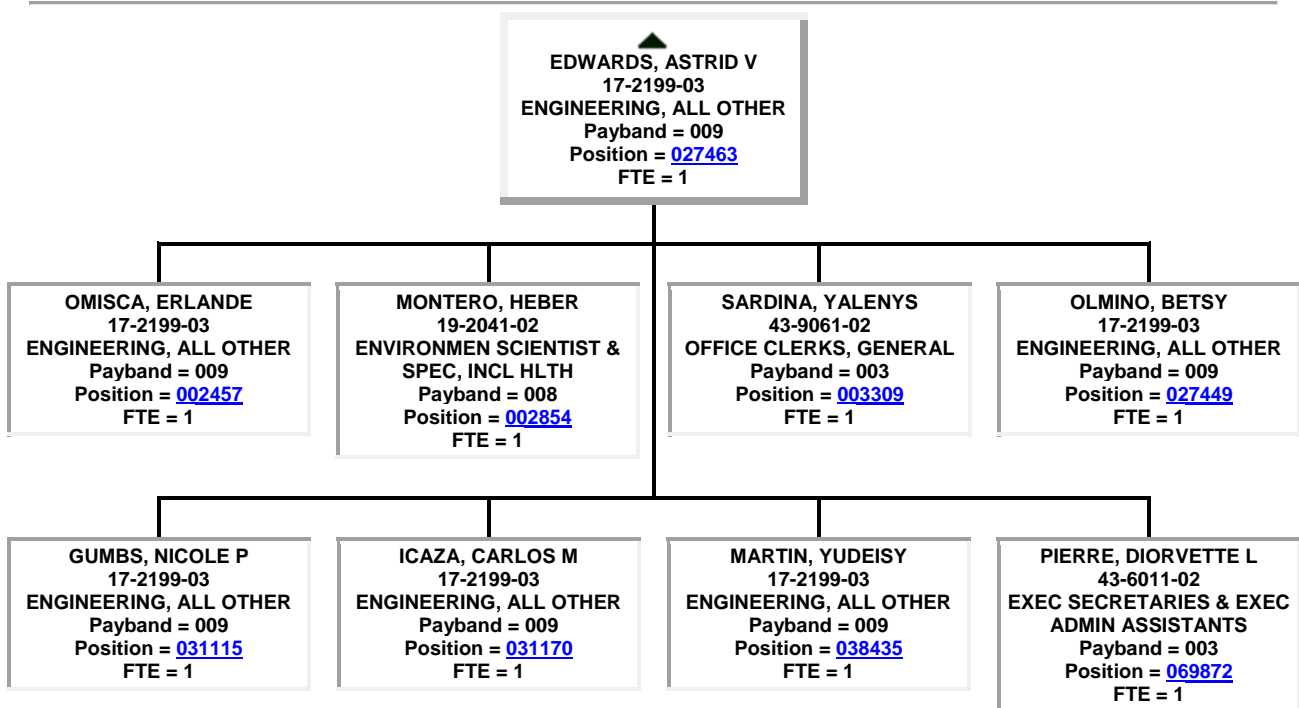 EDWARDS, ASTRID V
17-2199-03
ENGINEERING, ALL OTHER
Payband = 009
Position = 027463
FTE = 1
OMISCA, ERLANDE
17-2199-03
ENGINEERING, ALL OTHER
Payband = 009
Position = 002457
FTE = 1
MONTERO, HEBER
19-2041-02
ENVIRONMEN SCIENTIST &
SPEC, INCL HLTH
Payband = 008
Position = 002854
FTE = 1
SARDINA, YALENYS
43-9061-02
OFFICE CLERKS, GENERAL
Payband = 003
Position = 003309
FTE = 1
OLMINO, BETSY
17-2199-03
ENGINEERING, ALL OTHER
Payband = 009
Position = 027449
FTE = 1
GUMBS, NICOLE P
17-2199-03
ENGINEERING, ALL OTHER
Payband = 009
Position = 031115
FTE = 1
ICAZA, CARLOS M
17-2199-03
ENGINEERING, ALL OTHER
Payband = 009
Position = 031170
FTE = 1
MARTIN, YUDEISY
17-2199-03
ENGINEERING, ALL OTHER
Payband = 009
Position = 038435
FTE = 1
PIERRE, DIORVETTE L
43-6011-02
EXEC SECRETARIES & EXEC
ADMIN ASSISTANTS
Payband = 003
Position = 069872
FTE = 1